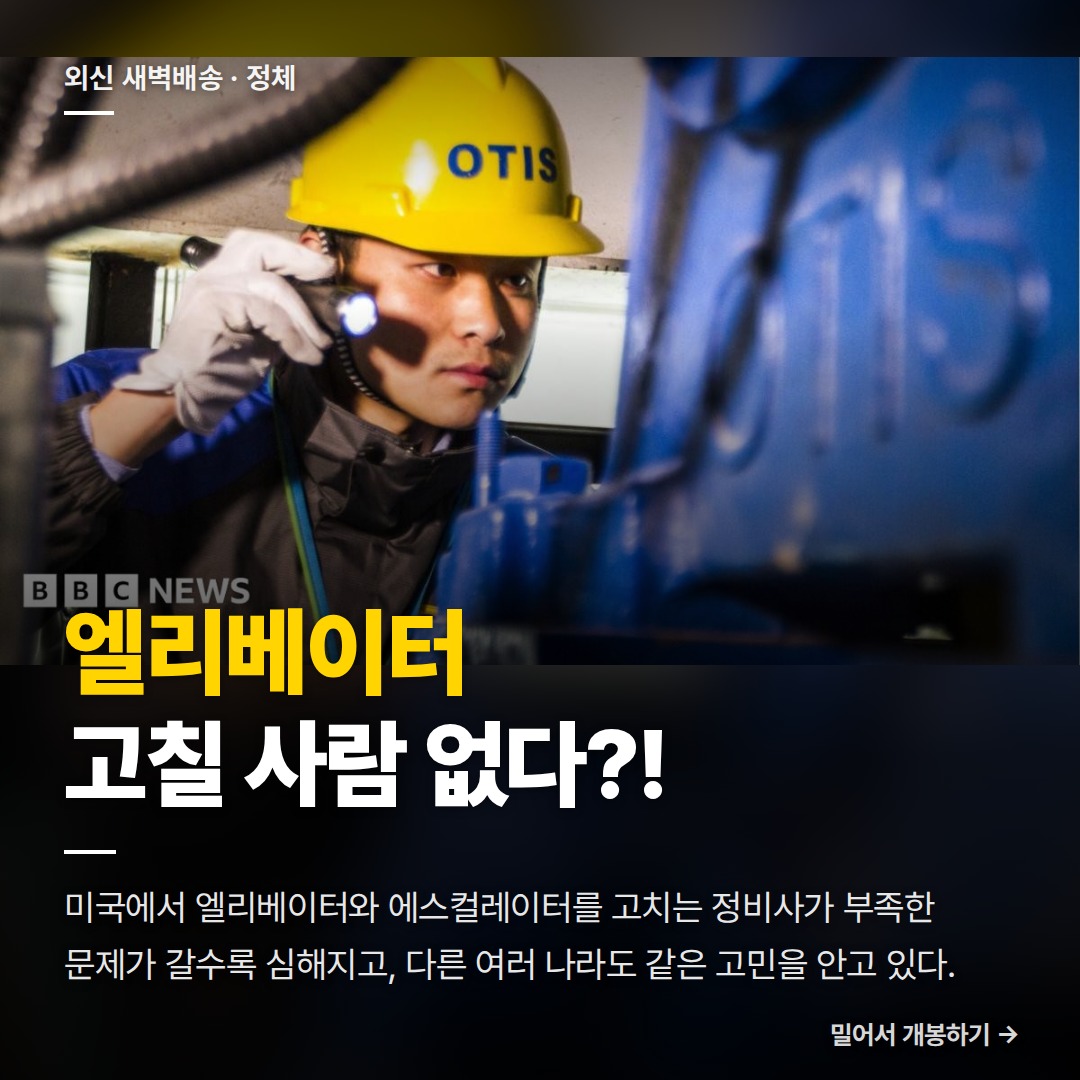 외신 새벽배송 · 정체
OTIS
OTIS
BBC NEWS
엘리베이터
고칠 사람 없다?!
미국에서 엘리베이터와 에스컬레이터를 고치는 정비사가 부족한
문제가 갈수록 심해지고, 다른 여러 나라도 같은 고민을 안고 있다.
밀어서 개봉하기 →